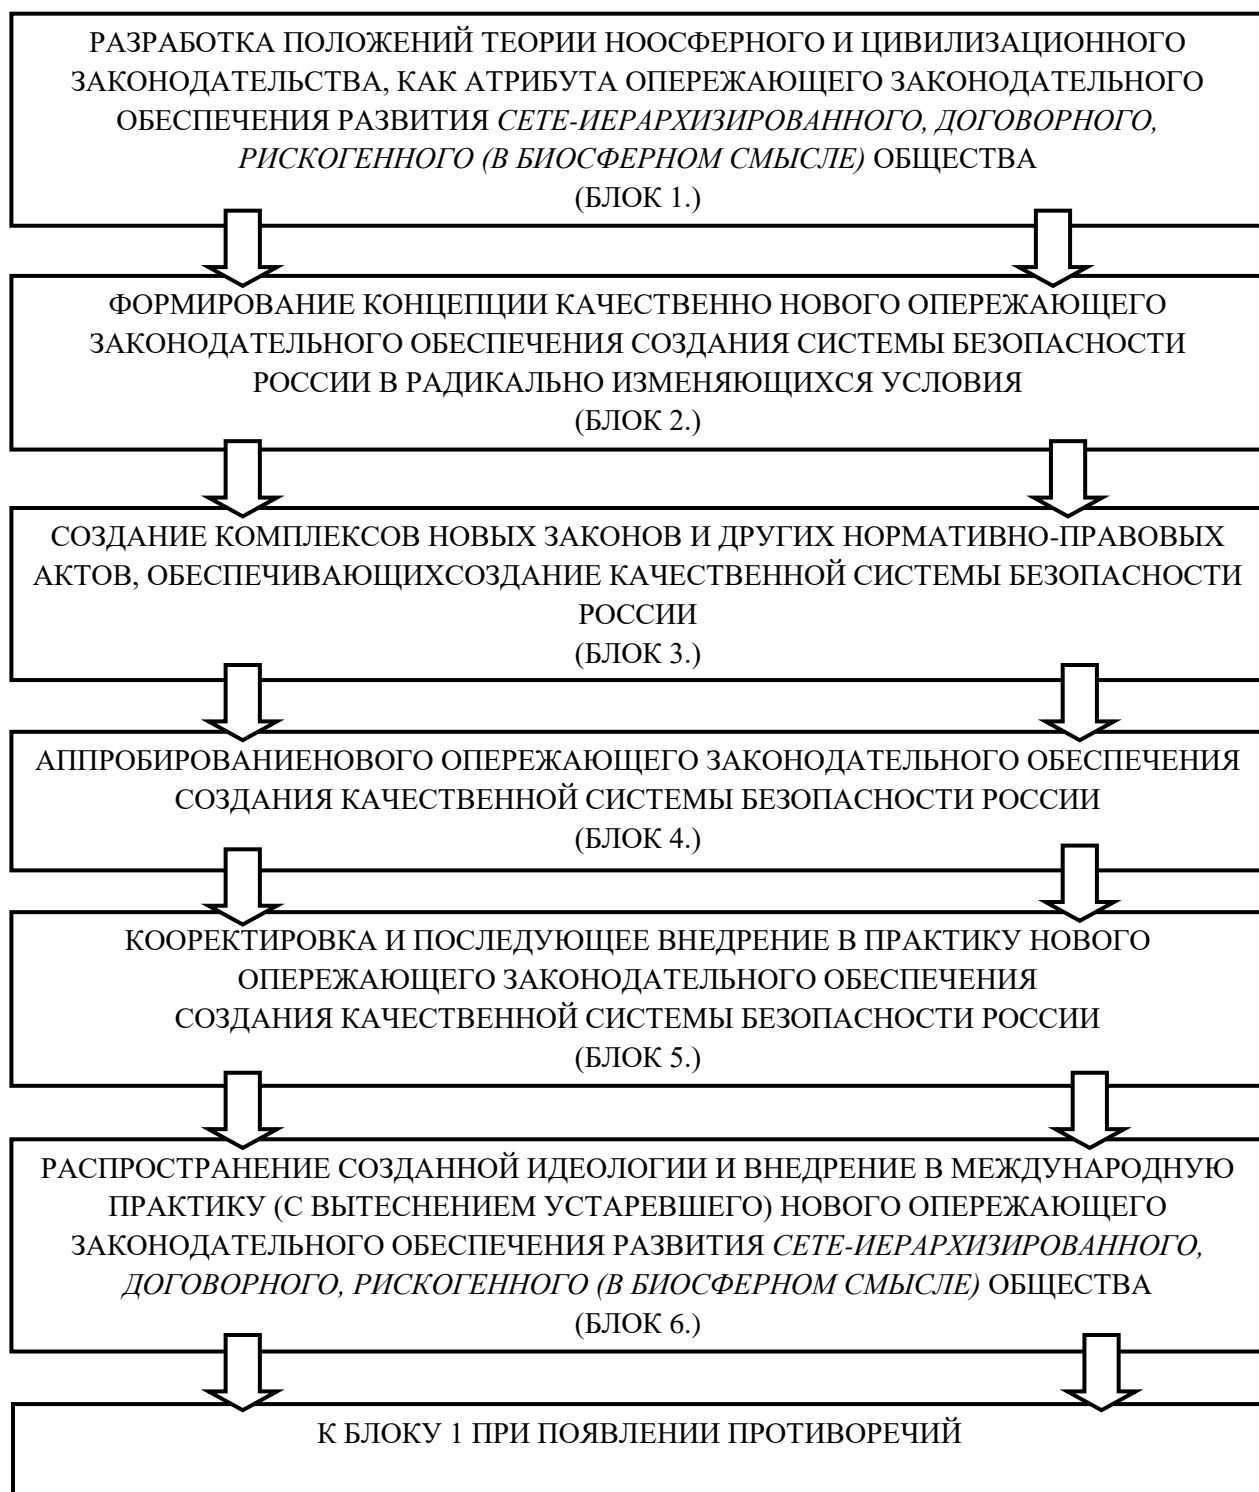 РАЗРАБОТКА ПОЛОЖЕНИЙ ТЕОРИИ НООСФЕРНОГО И ЦИВИЛИЗАЦИОННОГО
ЗАКОНОДАТЕЛЬСТВА, КАК АТРИБУТА ОПЕРЕЖАЮЩЕГО ЗАКОНОДАТЕЛЬНОГО
ОБЕСПЕЧЕНИЯ РАЗВИТИЯ СЕТЕ-ИЕРАРХИЗИРОВАННОГО, ДОГОВОРНОГО,
РИСКОГЕННОГО (В БИОСФЕРНОМ СМЫСЛЕ) ОБЩЕСТВА
(БЛОК 1.)
ФОРМИРОВАНИЕ КОНЦЕПЦИИ КАЧЕСТВЕННО НОВОГО ОПЕРЕЖАЮЩЕГО
ЗАКОНОДАТЕЛЬНОГО ОБЕСПЕЧЕНИЯ СОЗДАНИЯ СИСТЕМЫ БЕЗОПАСНОСТИ
РОССИИ В РАДИКАЛЬНО ИЗМЕНЯЮЩИХСЯ УСЛОВИЯ
(БЛОК 2.)
СОЗДАНИЕ КОМПЛЕКСОВ НОВЫХ ЗАКОНОВ И ДРУГИХ НОРМАТИВНО-ПРАВОВЫХ
АКТОВ, ОБЕСПЕЧИВАЮЩИХСОЗДАНИЕ КАЧЕСТВЕННОЙ СИСТЕМЫ БЕЗОПАСНОСТИ
РОССИИ
(БЛОК 3.)
АППРОБИРОВАНИЕНОВОГО ОПЕРЕЖАЮЩЕГО ЗАКОНОДАТЕЛЬНОГО ОБЕСПЕЧЕНИЯ
СОЗДАНИЯ КАЧЕСТВЕННОЙ СИСТЕМЫ БЕЗОПАСНОСТИ РОССИИ
(БЛОК 4.)
КООРЕКТИРОВКА И ПОСЛЕДУЮЩЕЕ ВНЕДРЕНИЕ В ПРАКТИКУ НОВОГО
ОПЕРЕЖАЮЩЕГО ЗАКОНОДАТЕЛЬНОГО ОБЕСПЕЧЕНИЯ
СОЗДАНИЯ КАЧЕСТВЕННОЙ СИСТЕМЫ БЕЗОПАСНОСТИ РОССИИ
(БЛОК 5.)
РАСПРОСТРАНЕНИЕ СОЗДАННОЙ ИДЕОЛОГИИ И ВНЕДРЕНИЕ В МЕЖДУНАРОДНУЮ
ПРАКТИКУ (С ВЫТЕСНЕНИЕМ УСТАРЕВШЕГО) НОВОГО ОПЕРЕЖАЮЩЕГО
ЗАКОНОДАТЕЛЬНОГО ОБЕСПЕЧЕНИЯ РАЗВИТИЯ СЕТЕ-ИЕРАРХИЗИРОВАННОГО,
ДОГОВОРНОГО, РИСКОГЕННОГО (В БИОСФЕРНОМ СМЫСЛЕ) ОБЩЕСТВА
(БЛОК 6.)
К БЛОКУ 1 ПРИ ПОЯВЛЕНИИ ПРОТИВОРЕЧИЙ